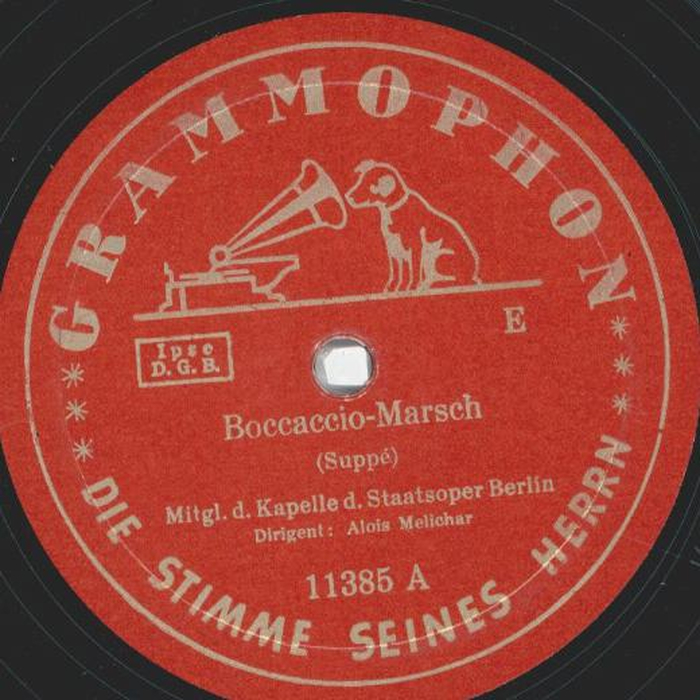 GRAMMOPHON
E
Ipse
D. G. B.
Boccaccio-Marsch
(Suppé)
Mitgl. d. Kapelle d. Staatsoper Berlin
Dirigent: Alois Melichar
11385 A
*** DIE STIMME SEINES HERRN ***